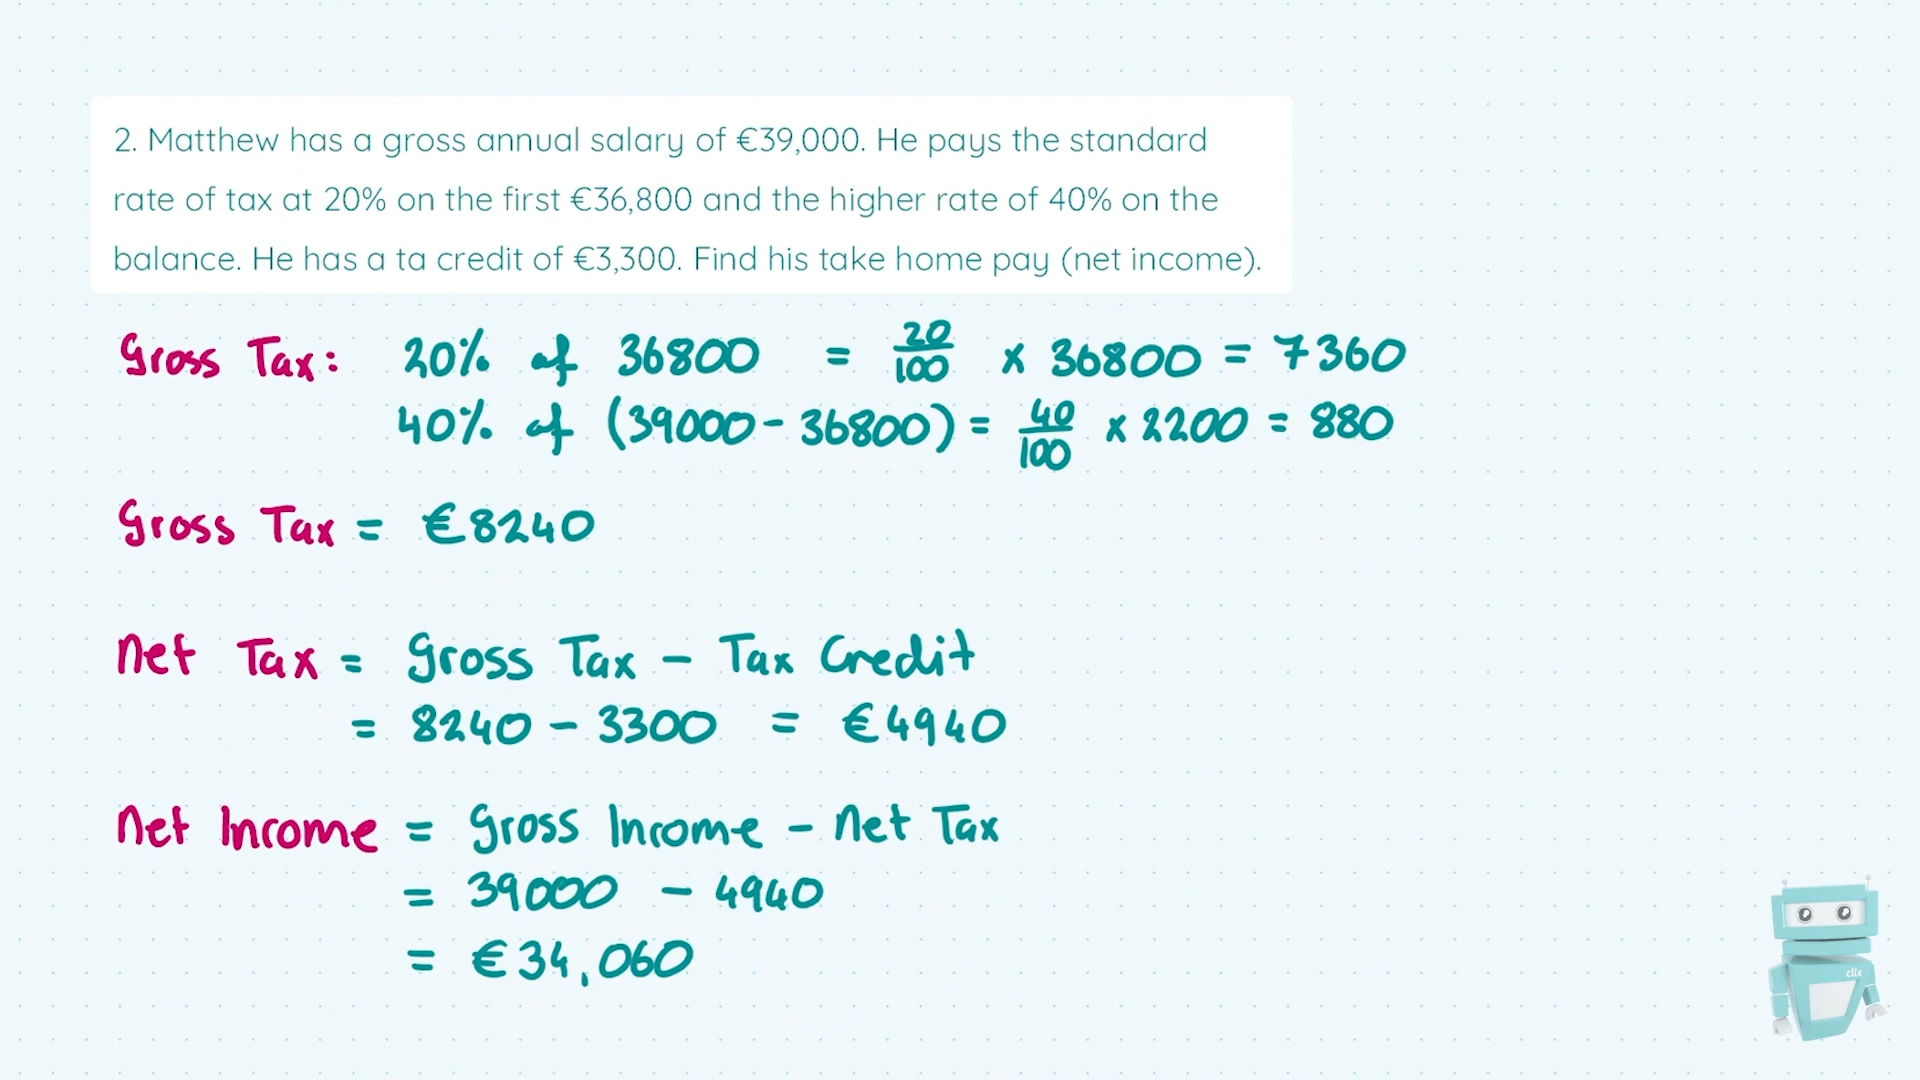 2. Matthew has a gross annual salary of €39,000. He pays the standard
rate of tax at 20% on the first €36,800 and the higher rate of 40% on the
balance. He has a ta credit of €3,300. Find his take home pay (net income).
Gross Tax: 20% of 36800 = 20/100 x 36800 = 7360
40% of (39000 - 36800) = 40/100 x 2200 = 880
Gross Tax = €8240
Net Tax = Gross Tax - Tax Credit
= 8240 - 3300 = €4940
Net Income = Gross Income - Net Tax
= 39000 - 4940
= €34,060
clix